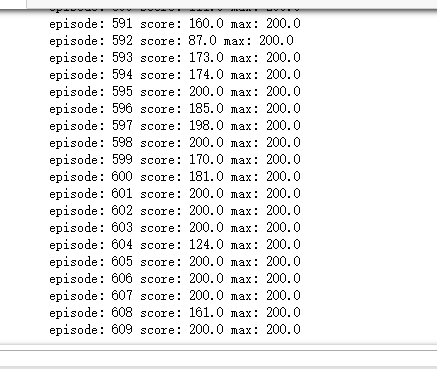 episode: 591 score: 160.0 max: 200.0
episode: 592 score: 87.0 max: 200.0
episode: 593 score: 173.0 max: 200.0
episode: 594 score: 174.0 max: 200.0
episode: 595 score: 200.0 max: 200.0
episode: 596 score: 185.0 max: 200.0
episode: 597 score: 198.0 max: 200.0
episode: 598 score: 200.0 max: 200.0
episode: 599 score: 170.0 max: 200.0
episode: 600 score: 181.0 max: 200.0
episode: 601 score: 200.0 max: 200.0
episode: 602 score: 200.0 max: 200.0
episode: 603 score: 200.0 max: 200.0
episode: 604 score: 124.0 max: 200.0
episode: 605 score: 200.0 max: 200.0
episode: 606 score: 200.0 max: 200.0
episode: 607 score: 200.0 max: 200.0
episode: 608 score: 161.0 max: 200.0
episode: 609 score: 200.0 max: 200.0